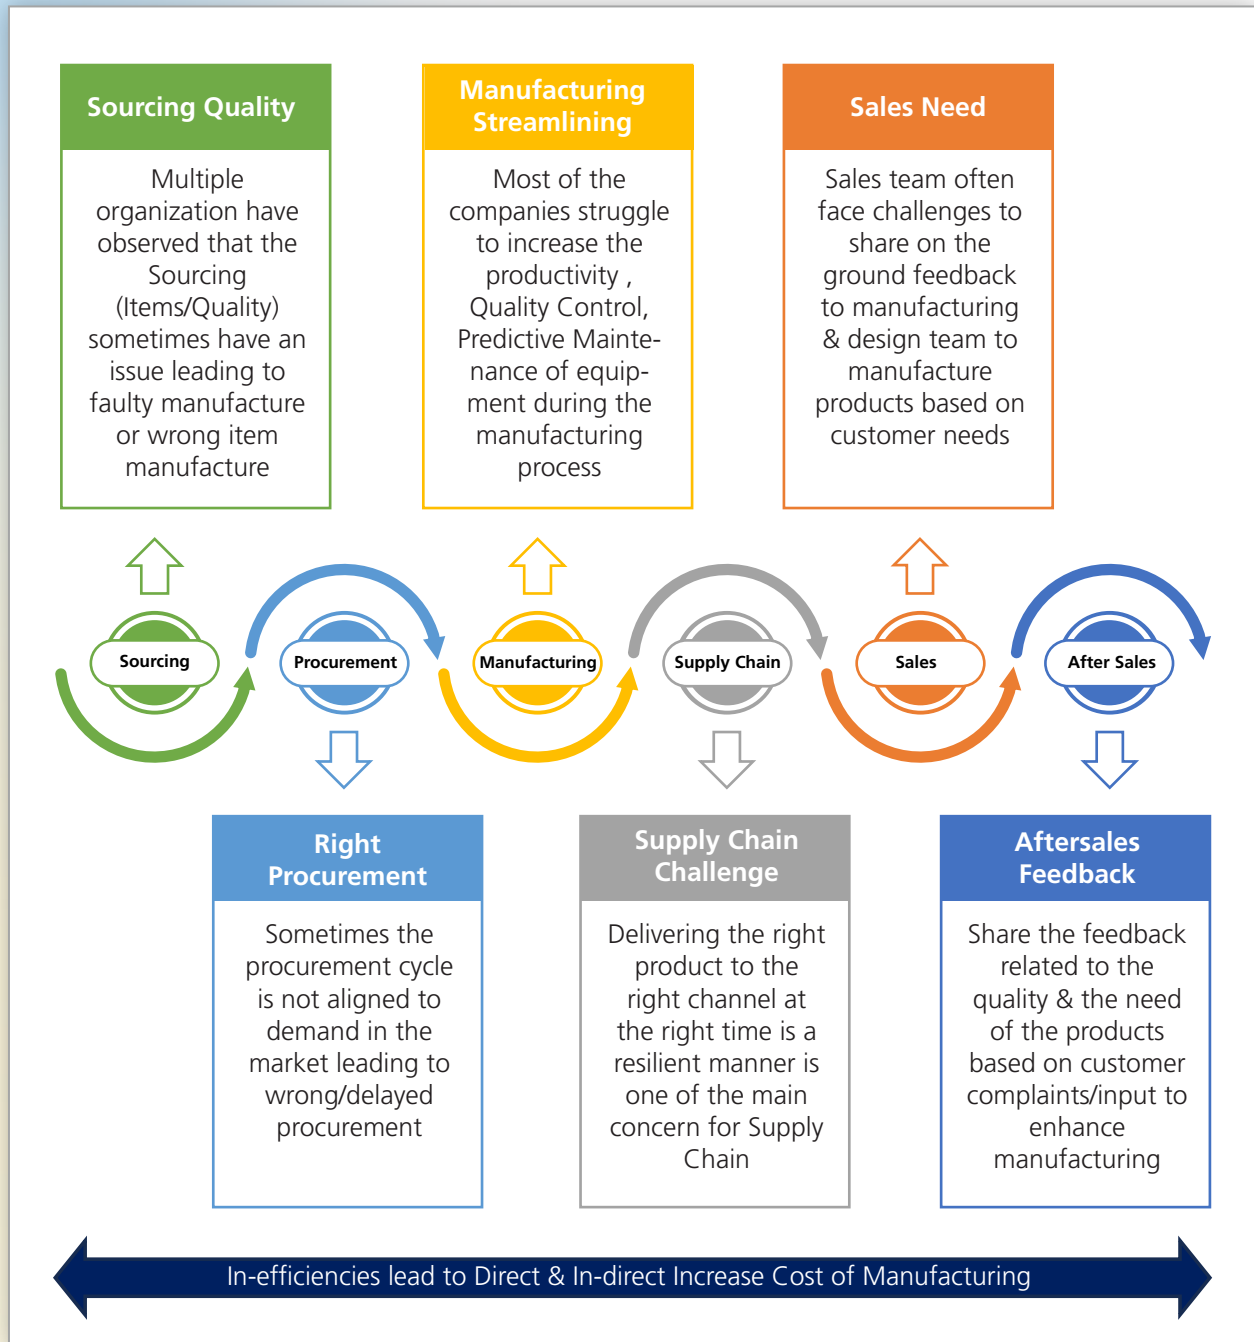 Sourcing Quality
Multiple
organization have
observed that the
Sourcing
(Items/Quality)
sometimes have an
issue leading to
faulty manufacture
or wrong item
manufacture
Manufacturing
Streamlining
Most of the
companies struggle
to increase the
productivity ,
Quality Control,
Predictive Mainte-
nance of equip-
ment during the
manufacturing
process
Sales Need
Sales team often
face challenges to
share on the
ground feedback
to manufacturing
& design team to
manufacture
products based on
customer needs
Sourcing
Procurement
Manufacturing
Supply Chain
Sales
After Sales
Right
Procurement
Sometimes the
procurement cycle
is not aligned to
demand in the
market leading to
wrong/delayed
procurement
Supply Chain
Challenge
Delivering the right
product to the
right channel at
the right time is a
resilient manner is
one of the main
concern for Supply
Chain
Aftersales
Feedback
Share the feedback
related to the
quality & the need
of the products
based on customer
complaints/input to
enhance
manufacturing
In-efficiencies lead to Direct & In-direct Increase Cost of Manufacturing